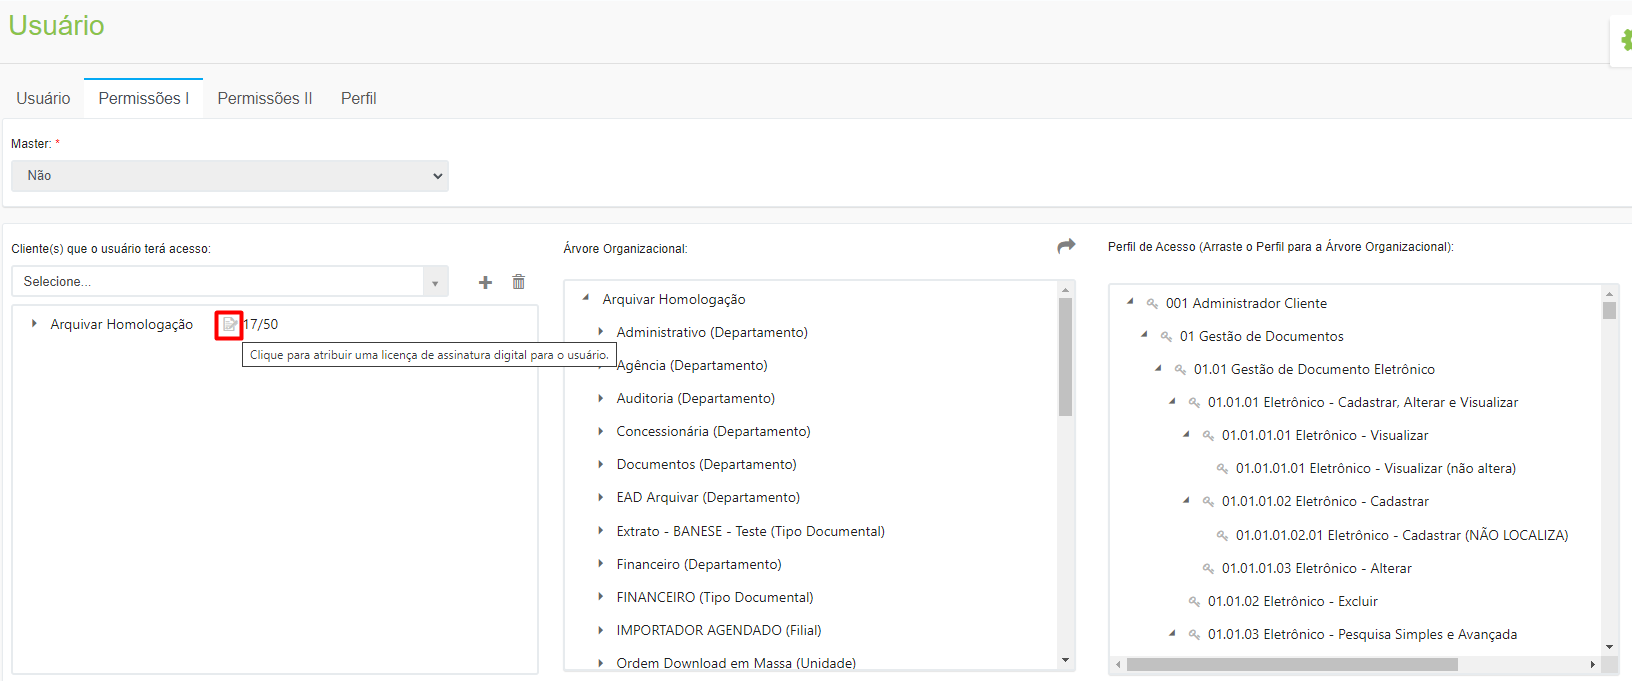 Usuário
Usuário
Permissões I
Permissões II
Perfil
Master: *
Não
Cliente(s) que o usuário terá acesso:
Selecione...
Arquivar Homologação 17/50
Clique para atribuir uma licença de assinatura digital para o usuário.
Árvore Organizacional:
Arquivar Homologação
Administrativo (Departamento)
Agência (Departamento)
Auditoria (Departamento)
Concessionária (Departamento)
Documentos (Departamento)
EAD Arquivar (Departamento)
Extrato - BANESE - Teste (Tipo Documental)
Financeiro (Departamento)
FINANCEIRO (Tipo Documental)
IMPORTADOR AGENDADO (Filial)
Ordem Download em Massa (Unidade)
Perfil de Acesso (Arraste o Perfil para a Árvore Organizacional):
001 Administrador Cliente
01 Gestão de Documentos
01.01 Gestão de Documento Eletrônico
01.01.01 Eletrônico - Cadastrar, Alterar e Visualizar
01.01.01.01 Eletrônico - Visualizar
01.01.01.01 Eletrônico - Visualizar (não altera)
01.01.01.02 Eletrônico - Cadastrar
01.01.01.02.01 Eletrônico - Cadastrar (NÃO LOCALIZA)
01.01.01.03 Eletrônico - Alterar
01.01.02 Eletrônico - Excluir
01.01.03 Eletrônico - Pesquisa Simples e Avançada